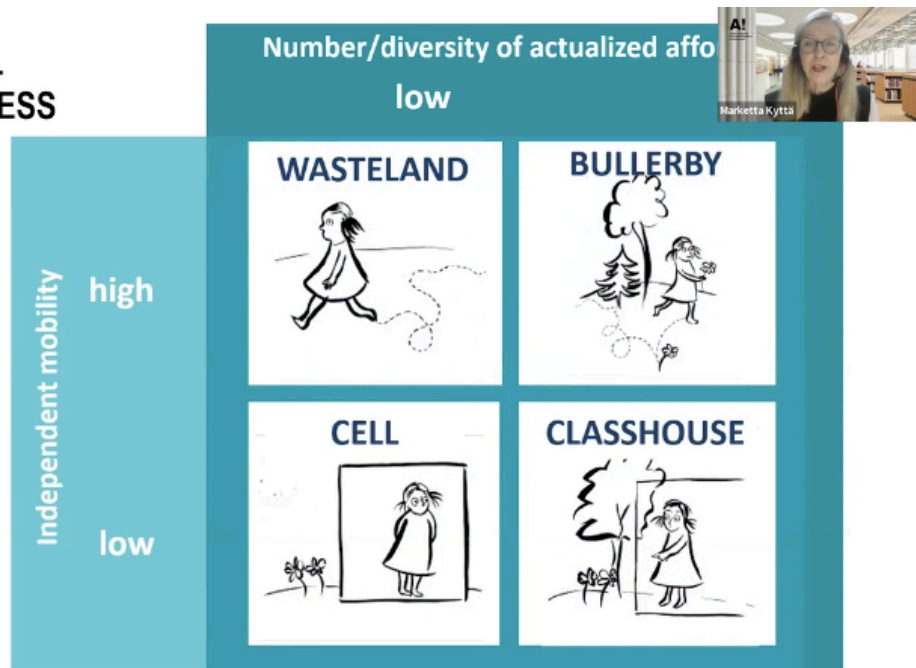 ESS
Number/diversity of actualized affo
low
A!
Marketta Kyttä
Independent mobility
high
low
WASTELAND
BULLERBY
CELL
CLASSHOUSE